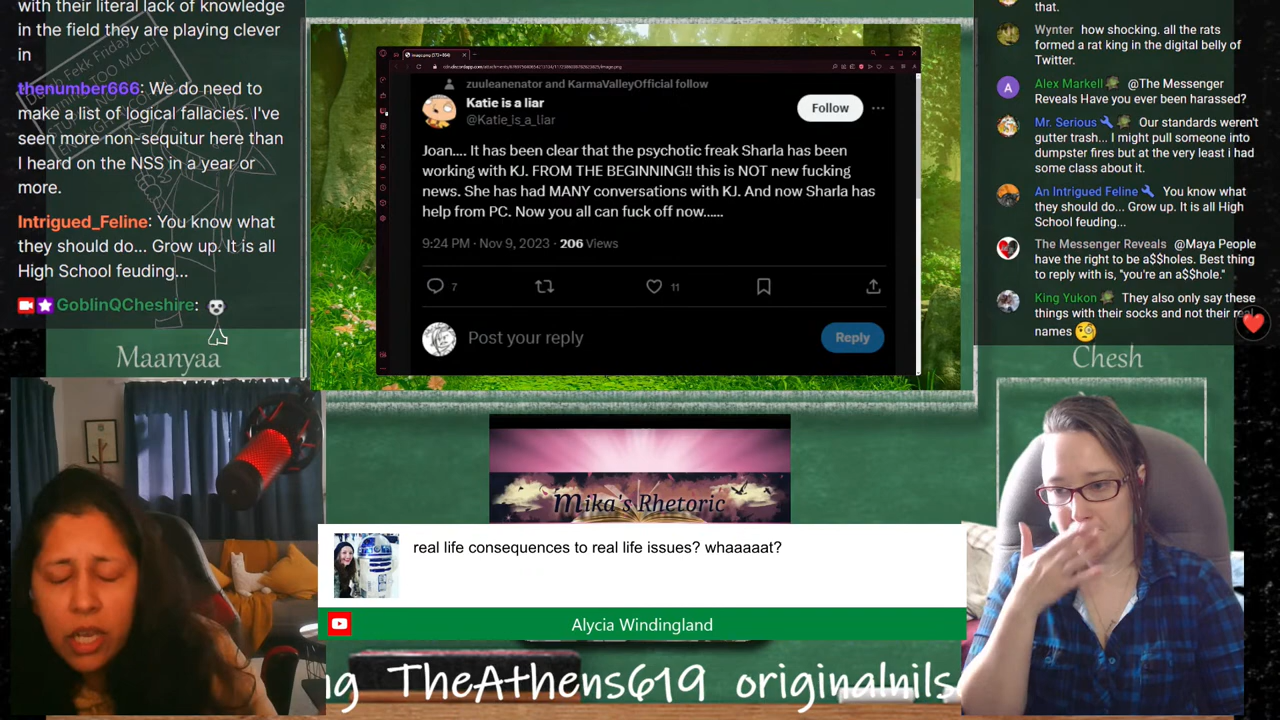 with their literal lack of knowledge
in the field they are playing clever
in
thenumber666: We do need to
make a list of logical fallacies. I've
seen more non-sequitur here than
I heard on the NSS in a year or
more.
Intrigued_Feline: You know what
they should do... Grow up. It is all
High School feuding...
GoblinQCheshire:
Maanyaa
zuuleanenator and KarmaValleyOfficial follow
Katie is a liar
@Katie_is_a_liar
Follow
Joan.... It has been clear that the psychotic freak Sharla has been
working with KJ. FROM THE BEGINNING!! this is NOT new fucking
news. She has had MANY conversations with KJ. And now Sharla has
help from PC. Now you all can fuck off now......
9:24 PM · Nov 9, 2023 · 206 Views
7
11
Post your reply
Reply
that.
Wynter how shocking. all the rats
formed a rat king in the digital belly of
Twitter.
Alex Markell @The Messenger
Reveals Have you ever been harassed?
Mr. Serious Our standards weren't
gutter trash... I might pull someone into
dumpster fires but at the very least i had
some class about it.
An Intrigued Feline You know what
they should do... Grow up. It is all High
School feuding...
The Messenger Reveals @Maya People
have the right to be a$$holes. Best thing
to reply with is, "you're an a$$hole."
King Yukon They also only say these
things with their socks and not their real
names
Chesh
Mika's Rhetoric
real life consequences to real life issues? whaaaaat?
Alycia Windingland
ng TheAthens619 originalnils